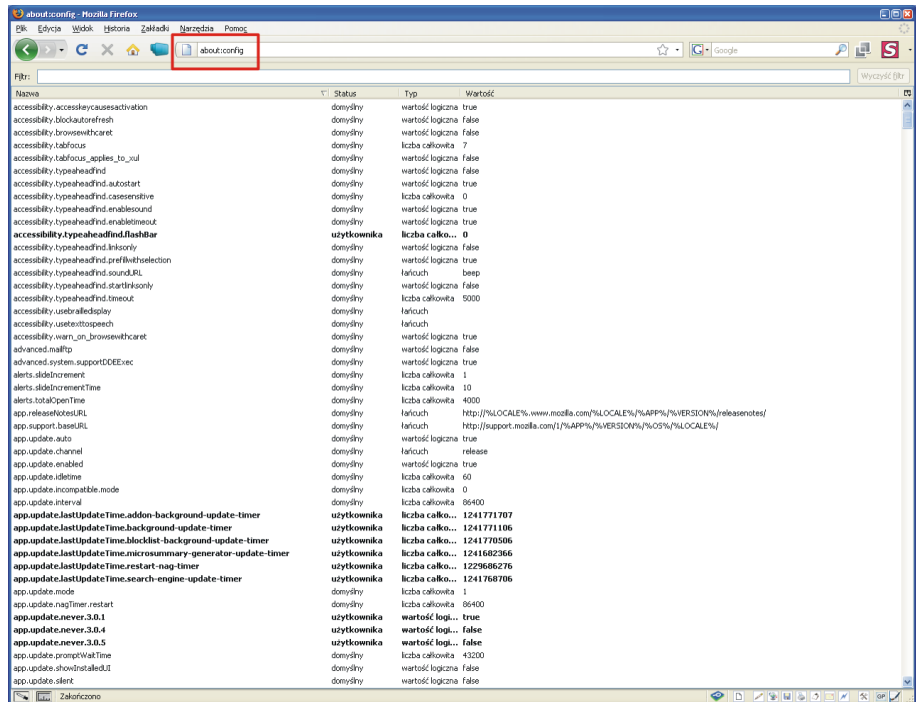 about:config - Mozilla Firefox
Plik Edycja Widok Historia Zakładki Narzędzia Pomoc
about:config G Google S
Filtr: Wyczyść filtr
Nazwa Status Typ Wartość
accessibility.accesskeycausesactivation domyślny wartość logiczna true
accessibility.blockautorefresh domyślny wartość logiczna false
accessibility.browsewithcaret domyślny wartość logiczna false
accessibility.tabfocus domyślny liczba całkowita 7
accessibility.tabfocus_applies_to_xul domyślny wartość logiczna false
accessibility.typeaheadfind domyślny wartość logiczna false
accessibility.typeaheadfind.autostart domyślny wartość logiczna true
accessibility.typeaheadfind.casesensitive domyślny liczba całkowita 0
accessibility.typeaheadfind.enablesound domyślny wartość logiczna true
accessibility.typeaheadfind.enabletimeout domyślny wartość logiczna true
accessibility.typeaheadfind.flashBar użytkownika liczba całko... 0
accessibility.typeaheadfind.linksonly domyślny wartość logiczna false
accessibility.typeaheadfind.prefillwithselection domyślny wartość logiczna true
accessibility.typeaheadfind.soundURL domyślny łańcuch beep
accessibility.typeaheadfind.startlinksonly domyślny wartość logiczna false
accessibility.typeaheadfind.timeout domyślny liczba całkowita 5000
accessibility.usebrailledisplay domyślny łańcuch
accessibility.usetexttospeech domyślny łańcuch
accessibility.warn_on_browsewithcaret domyślny wartość logiczna true
advanced.mailftp domyślny wartość logiczna false
advanced.system.supportDDEExec domyślny wartość logiczna true
alerts.slideIncrement domyślny liczba całkowita 1
alerts.slideIncrementTime domyślny liczba całkowita 10
alerts.totalOpenTime domyślny liczba całkowita 4000
app.releaseNotesURL domyślny łańcuch http://%LOCALE%.www.mozilla.com/%LOCALE%/%APP%/%VERSION%/releasenotes/
app.support.baseURL domyślny łańcuch http://support.mozilla.com/1/%APP%/%VERSION%/%OS%/%LOCALE%/
app.update.auto domyślny wartość logiczna true
app.update.channel domyślny łańcuch release
app.update.enabled domyślny wartość logiczna true
app.update.idletime domyślny liczba całkowita 60
app.update.incompatible.mode domyślny liczba całkowita 0
app.update.interval domyślny liczba całkowita 86400
app.update.lastUpdateTime.addon-background-update-timer użytkownika liczba całko... 1241771707
app.update.lastUpdateTime.background-update-timer użytkownika liczba całko... 1241771106
app.update.lastUpdateTime.blocklist-background-update-timer użytkownika liczba całko... 1241770506
app.update.lastUpdateTime.microsummary-generator-update-timer użytkownika liczba całko... 1241682366
app.update.lastUpdateTime.restart-nag-timer użytkownika liczba całko... 1229686276
app.update.lastUpdateTime.search-engine-update-timer użytkownika liczba całko... 1241768706
app.update.mode domyślny liczba całkowita 1
app.update.nagTimer.restart domyślny liczba całkowita 86400
app.update.never.3.0.1 użytkownika wartość logi... true
app.update.never.3.0.4 użytkownika wartość logi... false
app.update.never.3.0.5 użytkownika wartość logi... false
app.update.promptWaitTime domyślny liczba całkowita 43200
app.update.showInstalledUI domyślny wartość logiczna false
app.update.silent domyślny wartość logiczna false
Zakończono GP